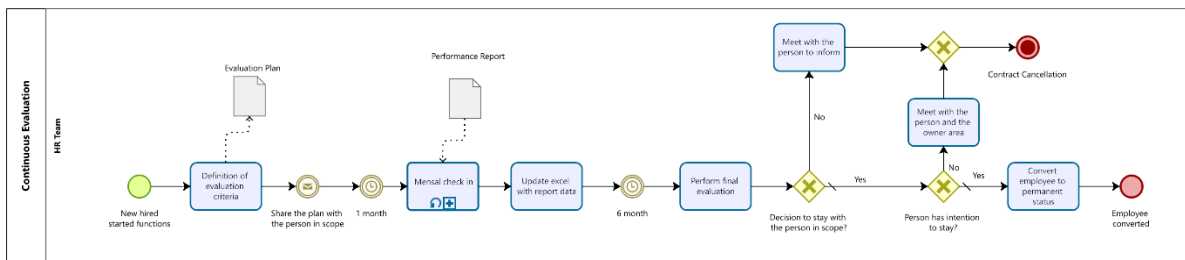 Continuous Evaluation
HR Team
New hired
started functions
Evaluation Plan
Definition of
evaluation
criteria
Share the plan with
the person in scope
1 month
Performance Report
Mensal check in
Update excel
with report data
6 month
Perform final
evaluation
Decision to stay with
the person in scope?
No
Yes
Meet with the
person to inform
Person has intention
to stay?
No
Yes
Meet with the
person and the
owner area
Contract Cancellation
Convert
employee to
permanent
status
Employee
converted